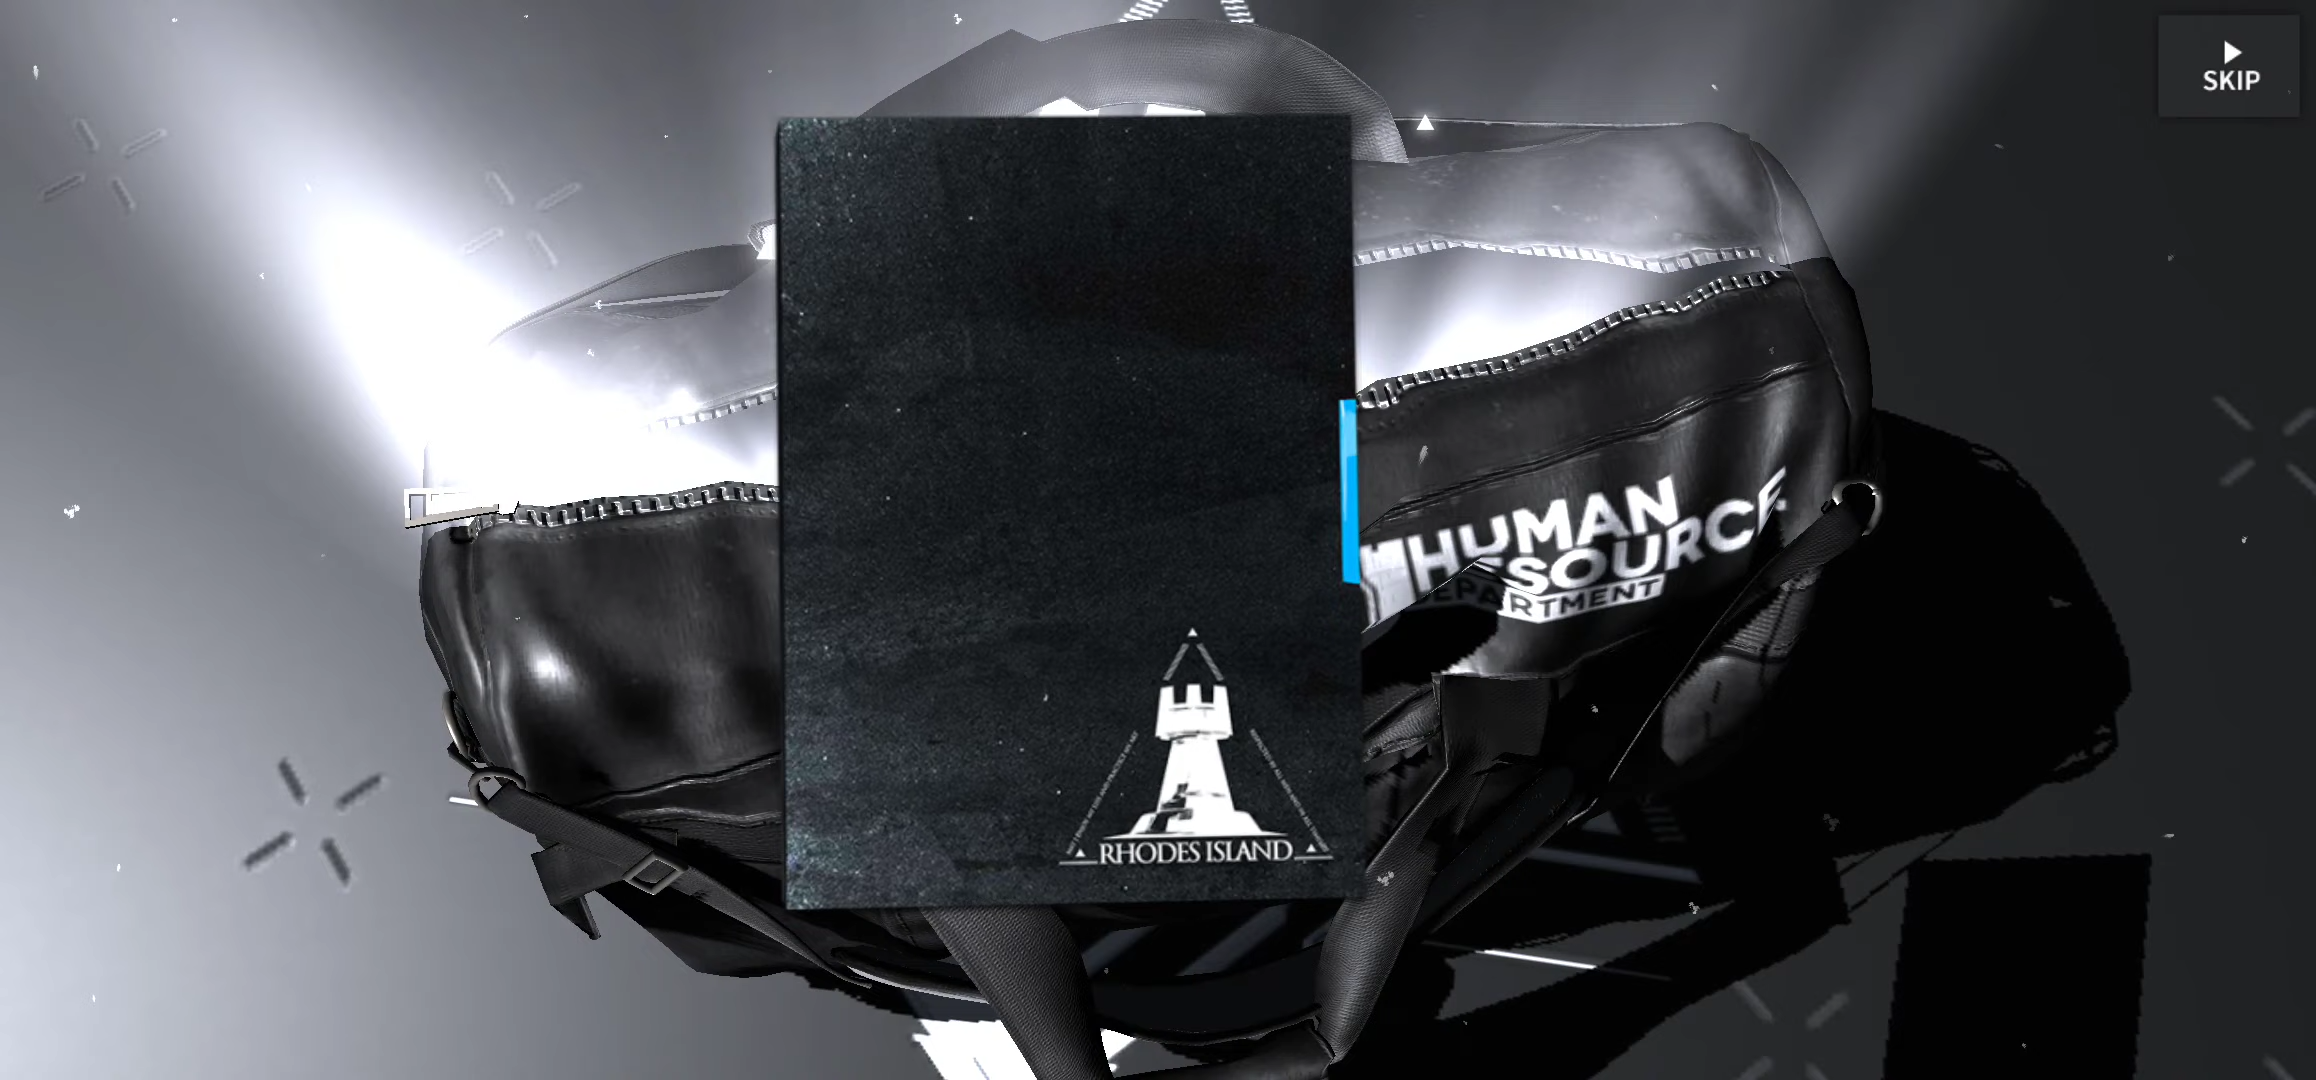 SKIP
HUMAN
RESOURCE
DEPARTMENT
RHODES ISLAND